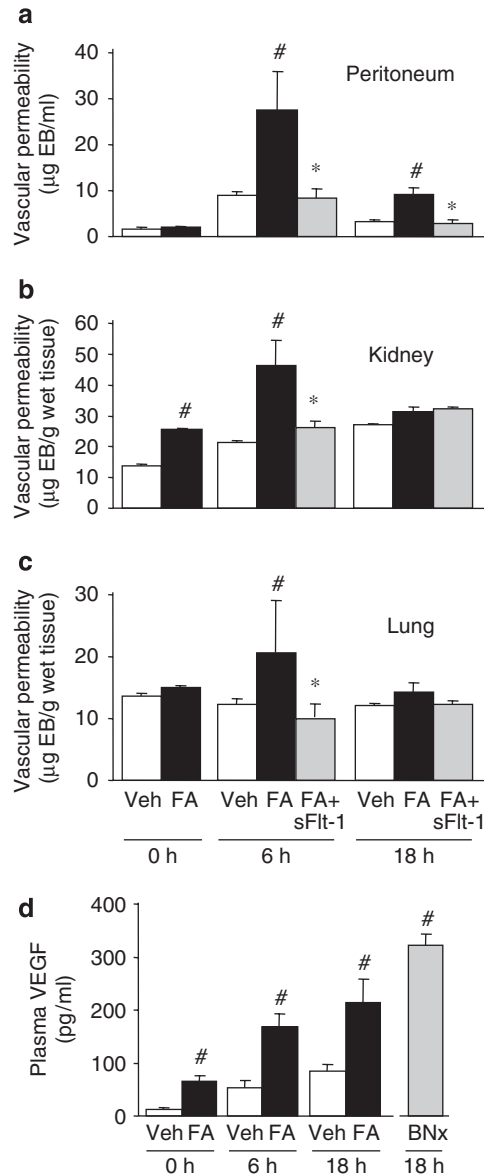 a
Vascular permeability
(µg EB/ml)
40
30
20
10
0
#
*
#
*
Peritoneum
b
Vascular permeability
(µg EB/g wet tissue)
60
50
40
30
20
10
0
#
#
*
Kidney
c
Vascular permeability
(µg EB/g wet tissue)
30
20
10
0
#
*
Lung
Veh FA Veh FA FA+ sFlt-1 Veh FA FA+ sFlt-1
0 h 6 h 18 h
d
Plasma VEGF
(pg/ml)
400
300
200
100
0
#
#
#
#
Veh FA Veh FA Veh FA BNx
0 h 6 h 18 h 18 h